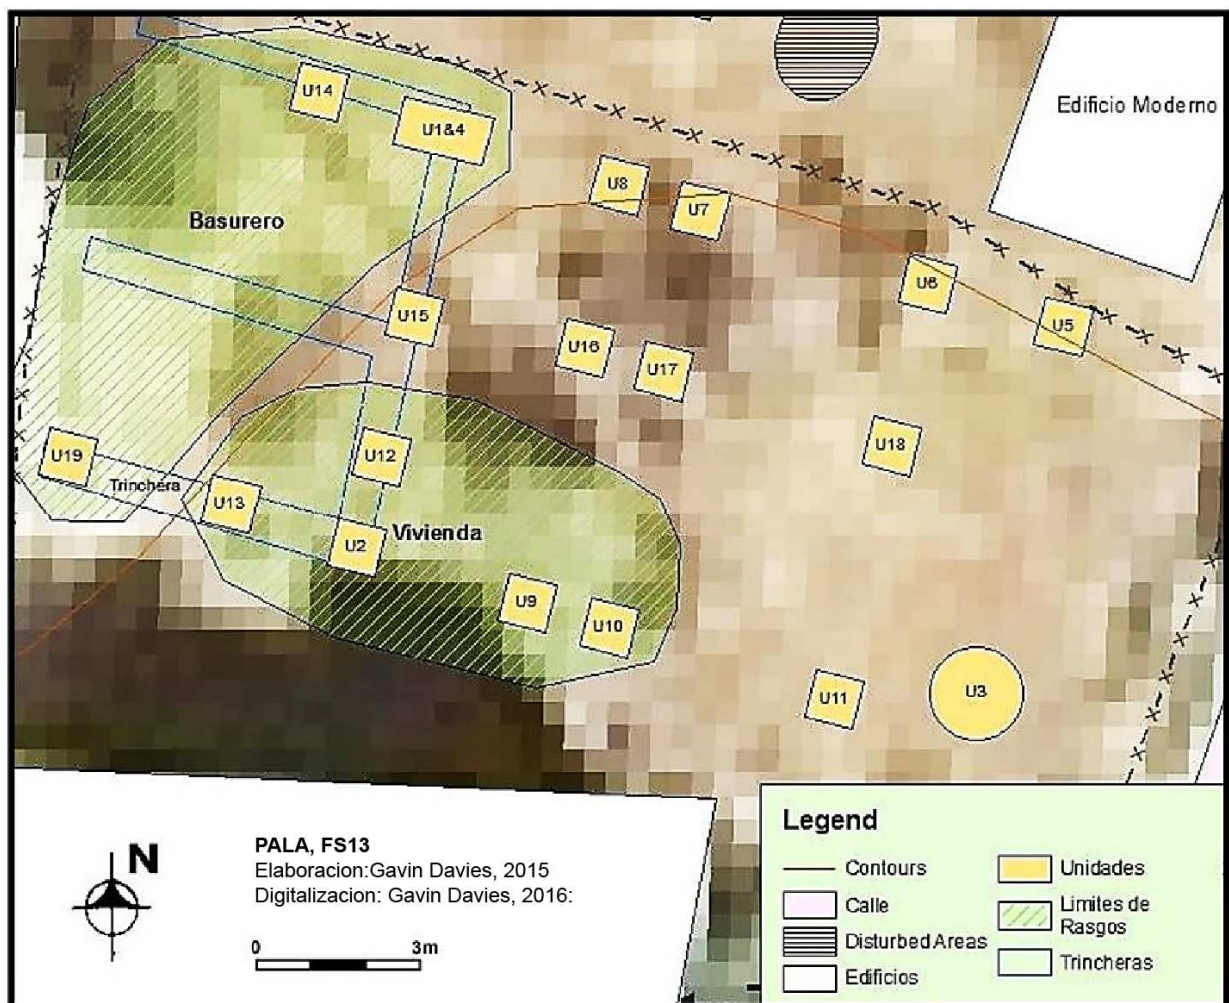 Edificio Moderno
U14
U1&4
U8
U7
Basurero
U6
U15
U5
U16
U17
U18
U19
U12
Trinchera
U13
U2
Vivienda
U9
U10
U11
U3
N
PALA, FS13
Elaboracion:Gavin Davies, 2015
Digitalizacion: Gavin Davies, 2016:
0 3m
Legend
Contours
Calle
Disturbed Areas
Edificios
Unidades
Limites de
Rasgos
Trincheras